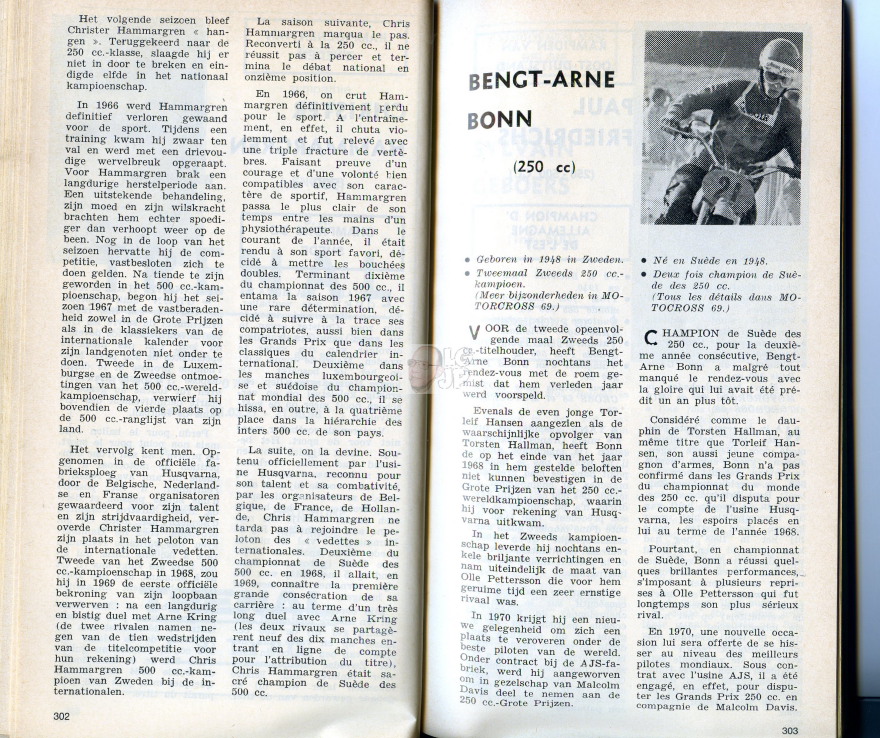 Het volgende seizoen bleef
Christer Hammargren « han-
gen ». Teruggekeerd naar de
250 cc.-klasse, slaagde hij er
niet in door te breken en ein-
digde elfde in het nationaal
kampioenschap.
In 1966 werd Hammargren
definitief verloren gewaand
voor de sport. Tijdens een
training kwam hij zwaar ten
val en werd met een drievou-
dige wervelbreuk opgeraapt.
Voor Hammargren brak een
langdurige herstelperiode aan.
Een uitstekende behandeling,
zijn moed en zijn wilskracht
brachten hem echter spoedi-
ger dan verhoopt weer op de
been. Nog in de loop van het
seizoen hervatte hij de com-
petitie, vastbesloten zich te
doen gelden. Na tiende te zijn
geworden in het 500 cc.-kam-
pioenschap, begon hij het sei-
zoen 1967 met de vastberaden-
heid zowel in de Grote Prijzen
als in de klassiekers van de
internationale kalender voor
zijn landgenoten niet onder te
doen. Tweede in de Luxem-
burgse en de Zweedse ontmoe-
tingen van het 500 cc.-wereld-
kampioenschap, verwierf hij
bovendien de vierde plaats op
de 500 cc.-ranglijst van zijn
land.
Het vervolg kent men. Op-
genomen in de officiële fa-
brieksploeg van Husqvarna,
door de Belgische, Nederland-
se en Franse organisatoren
gewaardeerd voor zijn talent
en zijn strijdvaardigheid, ver-
overde Christer Hammargren
zijn plaats in het peloton van
de internationale vedetten.
Tweede van het Zweedse 500
cc.-kampioenschap in 1968, zou
hij in 1969 de eerste officiële
bekroning van zijn loopbaan
verwerven : na een langdurig
en bistig duel met Arne Kring
(de twee rivalen namen ne-
gen van de tien wedstrijden
van de titelcompetitie voor
hun rekening) werd Chris
Hammargren 500 cc.-kam-
pioen van Zweden bij de in-
ternationalen.
302
La saison suivante, Chris
Hammargren marqua le pas.
Reconverti à la 250 cc., il ne
réussit pas à percer et ter-
mina le débat national en
onzième position.
En 1966, on crut Ham-
margren définitivement perdu
pour le sport. A l'entraîne-
ment, en effet, il chuta vio-
lemment et fut relevé avec
une triple fracture de vertè-
bres. Faisant preuve d'un
courage et d'une volonté bien
compatibles avec son carac-
tère de sportif, Hammargren
passa le plus clair de son
temps entre les mains d'un
physiothérapeute. Dans le
courant de l'année, il était
rendu à son sport favori, dé-
cidé à mettre les bouchées
doubles. Terminant dixième
du championnat des 500 cc., il
entama la saison 1967 avec
une rare détermination, dé-
cidé à suivre à la trace ses
compatriotes, aussi bien dans
les Grands Prix que dans les
classiques du calendrier in-
ternational. Deuxième dans
les manches luxembourgeoi-
se et suédoise du champion-
nat mondial des 500 cc., il se
hissa, en outre, à la quatrième
place dans la hiérarchie des
inters 500 cc. de son pays.
La suite, on la devine. Sou-
tenu officiellement par l'usi-
ne Husqvarna, reconnu pour
son talent et sa combativité,
par les organisateurs de Bel-
gique, de France, de Hollan-
de, Chris Hammargren ne
tarda pas à rejoindre le pe-
loton des « vedettes » in-
ternationales. Deuxième du
championnat de Suède des
500 cc. en 1968, il allait, en
1969, connaître la première
grande consécration de sa
carrière : au terme d'un très
long duel avec Arne Kring
(les deux rivaux se partagè-
rent neuf des dix manches en-
trant en ligne de compte
pour l'attribution du titre),
Chris Hammargren était sa-
cré champion de Suède des
500 cc.
BENGT-ARNE
BONN
(250 cc)
• Geboren in 1948 in Zweden.
• Tweemaal Zweeds 250 cc.-
kampioen.
(Meer bijzonderheden in MO-
TORCROSS 69.)
VOOR de tweede opeenvol-
gende maal Zweeds 250
cc.-titelhouder, heeft Bengt-
Arne Bonn nochtans het
rendez-vous met de roem ge-
mist dat hem verleden jaar
werd voorspeld.
Evenals de even jonge Tor-
leif Hansen aangezien als de
waarschijnlijke opvolger van
Torsten Hallman, heeft Bonn
de op het einde van het jaar
1968 in hem gestelde beloften
niet kunnen bevestigen in de
Grote Prijzen van het 250 cc.-
wereldkampioenschap, waarin
hij voor rekening van Husq-
varna uitkwam.
In het Zweeds kampioen-
schap leverde hij nochtans en-
kele briljante verrichtingen en
nam uiteindelijk de maat van
Olle Pettersson die voor hem
geruime tijd een zeer ernstige
rivaal was.
In 1970 krijgt hij een nieu-
we gelegenheid om zich een
plaats te veroveren onder de
beste piloten van de wereld.
Onder contract bij de AJS-fa-
briek, werd hij aangeworven
om in gezelschap van Malcolm
Davis deel te nemen aan de
250 cc.-Grote Prijzen.
• Né en Suède en 1948.
• Deux fois champion de Suè-
de des 250 cc.
(Tous les détails dans MO-
TOCROSS 69.)
CHAMPION de Suède des
250 cc., pour la deuxiè-
me année consécutive, Bengt-
Arne Bonn a malgré tout
manqué le rendez-vous avec
la gloire qui lui avait été pré-
dit un an plus tôt.
Considéré comme le dau-
phin de Torsten Hallman, au
même titre que Torleif Han-
sen, son aussi jeune compa-
gnon d'armes, Bonn n'a pas
confirmé dans les Grands Prix
du championnat du monde
des 250 cc. qu'il disputa pour
le compte de l'usine Husq-
varna, les espoirs placés en
lui au terme de l'année 1968.
Pourtant, en championnat
de Suède, Bonn a réussi quel-
ques brillantes performances,
s'imposant à plusieurs repri-
ses à Olle Pettersson qui fut
longtemps son plus sérieux
rival.
En 1970, une nouvelle occa-
sion lui sera offerte de se his-
ser au niveau des meilleurs
pilotes mondiaux. Sous con-
trat avec l'usine AJS, il a été
engagé, en effet, pour dispu-
ter les Grands Prix 250 cc. en
compagnie de Malcolm Davis.
303